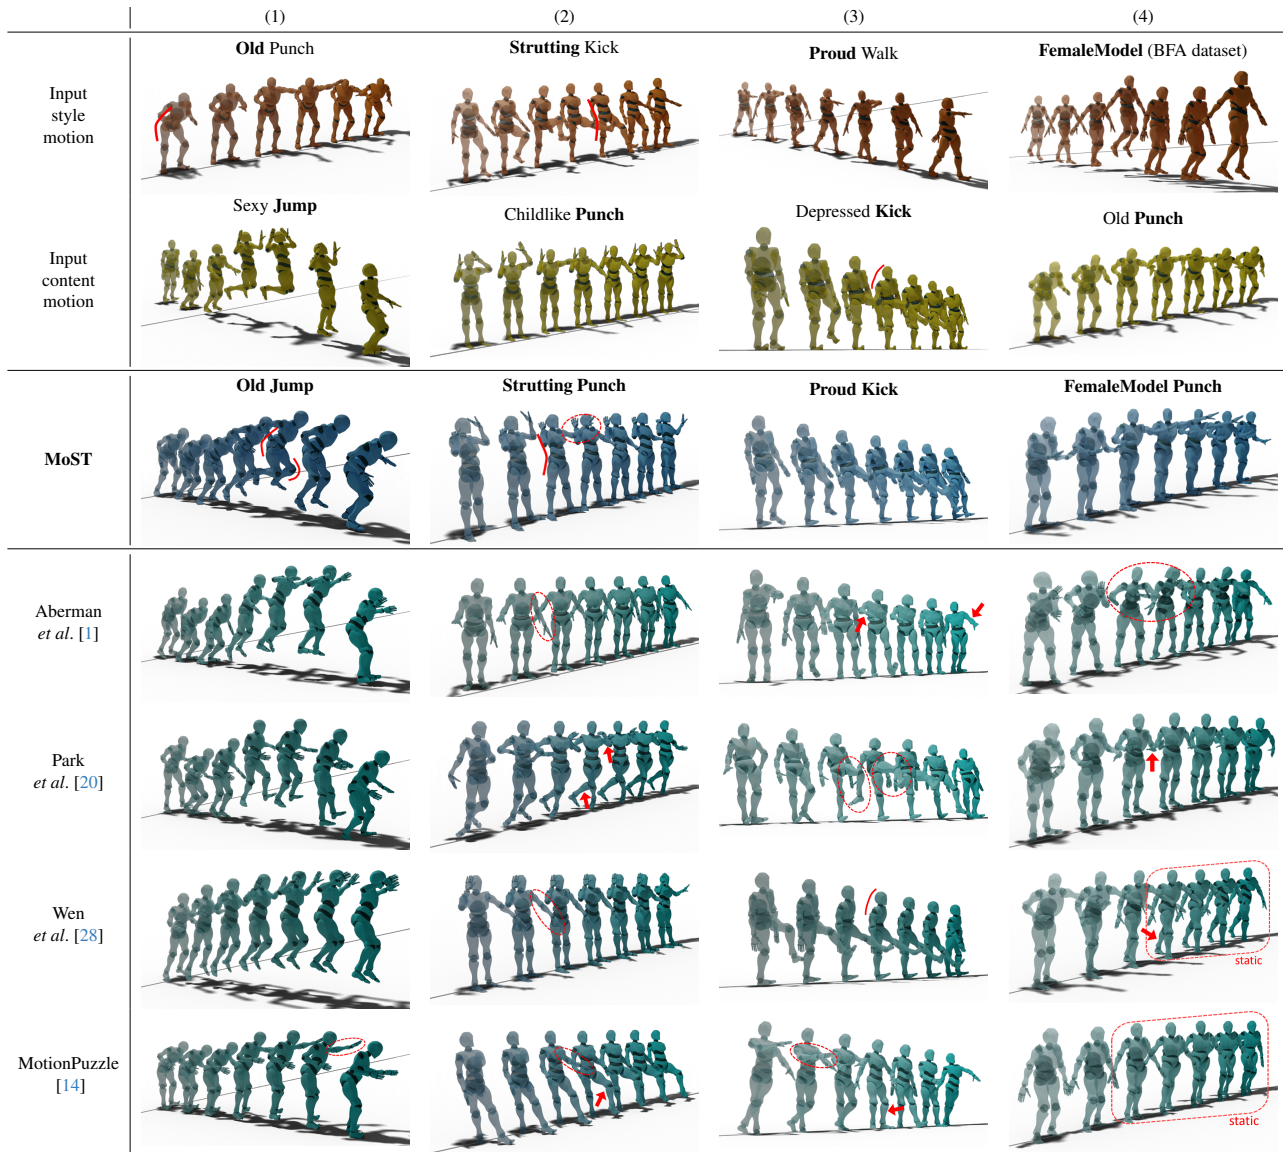 (1) (2) (3) (4)
Input style motion
Old Punch
Strutting Kick
Proud Walk
FemaleModel (BFA dataset)
Input content motion
Sexy Jump
Childlike Punch
Depressed Kick
Old Punch
MoST
Old Jump
Strutting Punch
Proud Kick
FemaleModel Punch
Aberman
et al. [1]
Park
et al. [20]
Wen
et al. [28]
static
MotionPuzzle
[14]
static